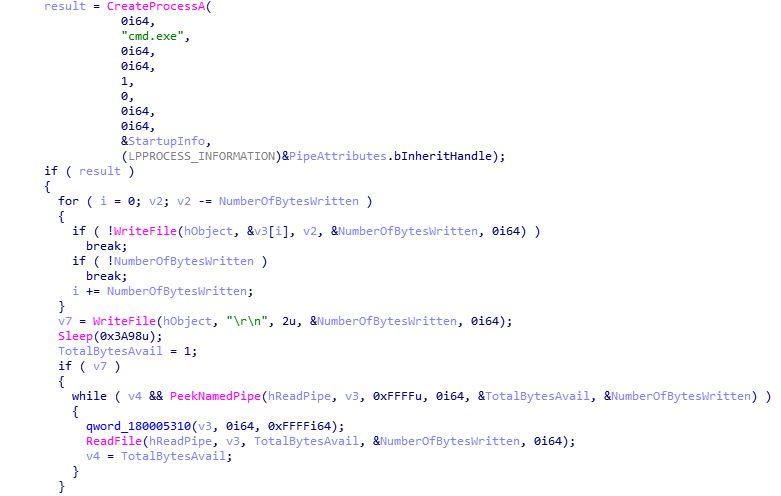 result = CreateProcessA(
0i64,
"cmd.exe",
0i64,
0i64,
1,
0,
0i64,
0i64,
&StartupInfo,
(LPPROCESS_INFORMATION)&PipeAttributes.bInheritHandle);
if ( result )
{
for ( i = 0; v2; v2 -= NumberOfBytesWritten )
{
if ( !WriteFile(hObject, &v3[i], v2, &NumberOfBytesWritten, 0i64) )
break;
if ( !NumberOfBytesWritten )
break;
i += NumberOfBytesWritten;
}
v7 = WriteFile(hObject, "\r\n", 2u, &NumberOfBytesWritten, 0i64);
Sleep(0x3A98u);
TotalBytesAvail = 1;
if ( v7 )
{
while ( v4 && PeekNamedPipe(hReadPipe, v3, 0xFFFFu, 0i64, &TotalBytesAvail, &NumberOfBytesWritten) )
{
qword_180005310(v3, 0i64, 0xFFFFi64);
ReadFile(hReadPipe, v3, TotalBytesAvail, &NumberOfBytesWritten, 0i64);
v4 = TotalBytesAvail;
}
}